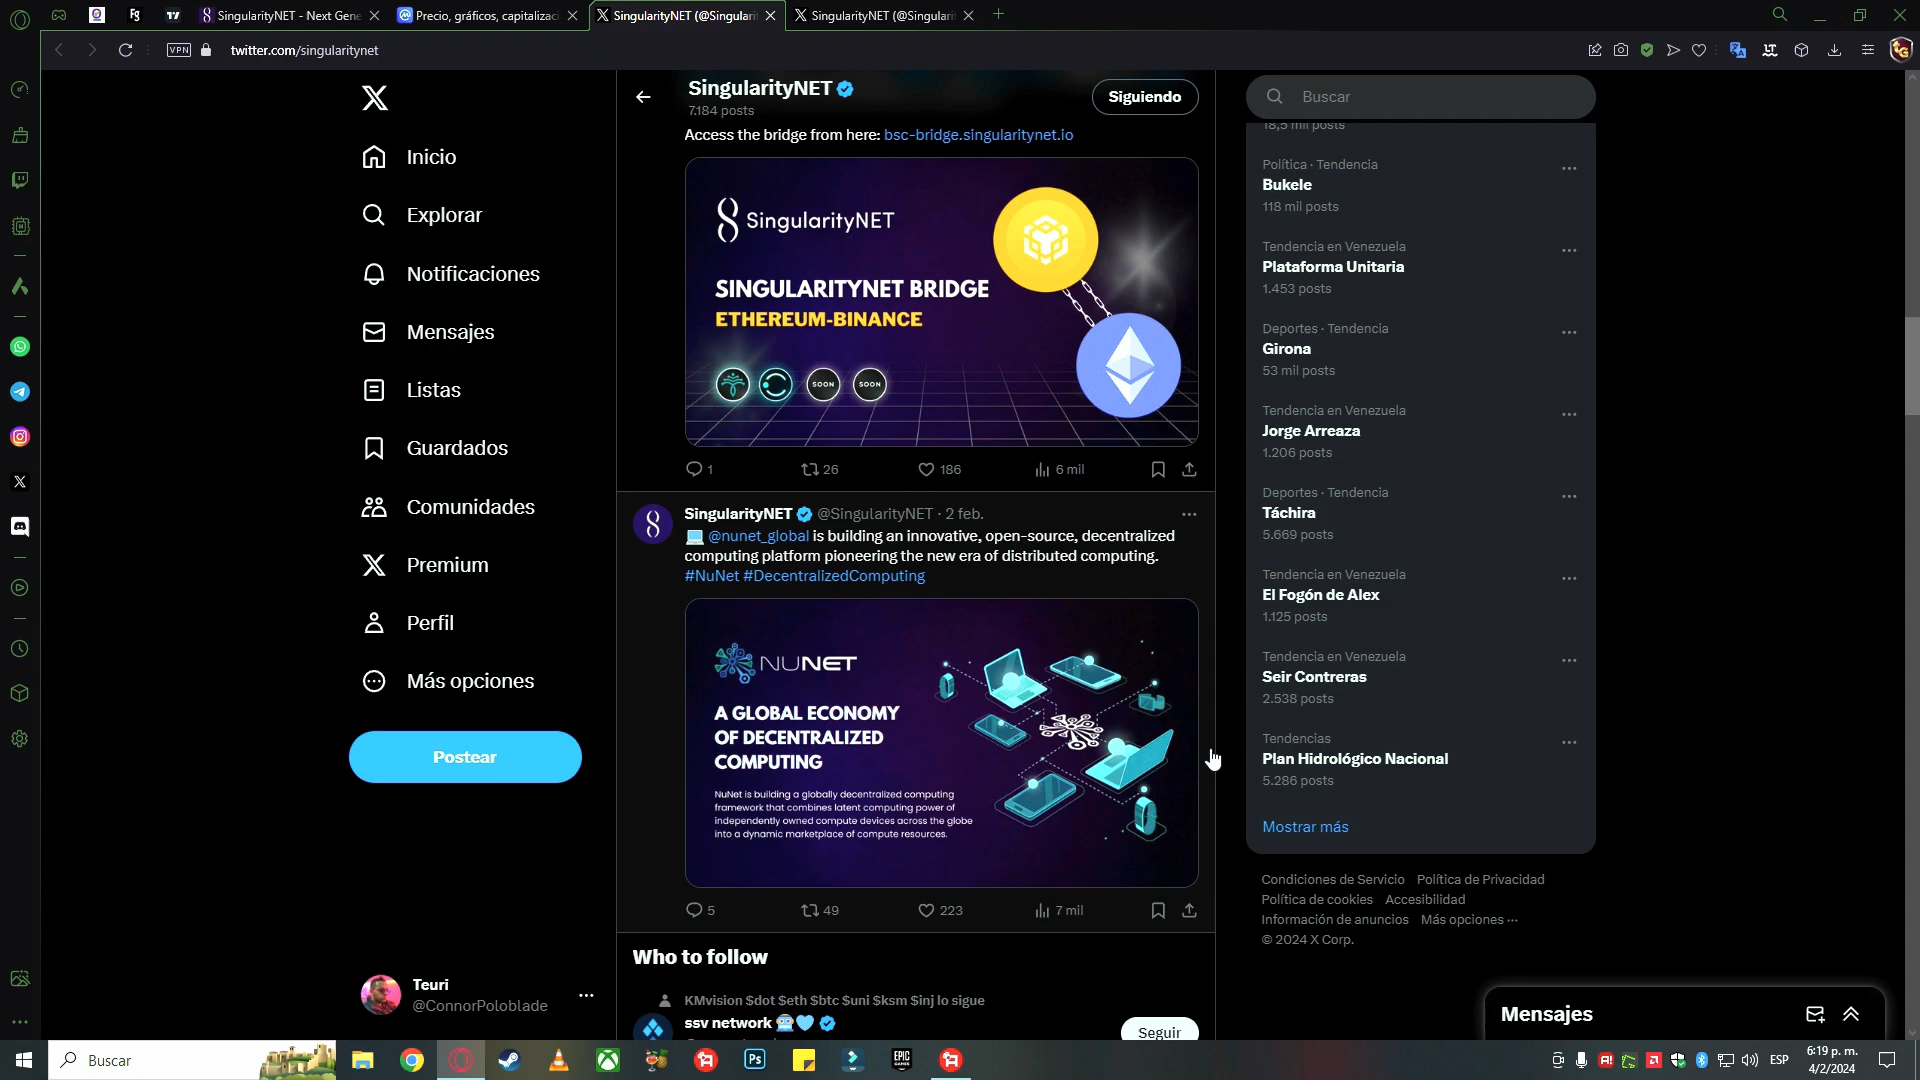 SingularityNET - Next Gene
Precio, gráficos, capitalizaci
SingularityNET (@Singulari
SingularityNET (@Singulari
VPN
twitter.com/singularitynet
Inicio
Explorar
Notificaciones
Mensajes
Listas
Guardados
Comunidades
Premium
Perfil
Más opciones
Postear
Teuri
@ConnorPoloblade
SingularityNET
7.184 posts
Siguiendo
Access the bridge from here: bsc-bridge.singularitynet.io
SingularityNET
SINGULARITYNET BRIDGE
ETHEREUM-BINANCE
SOON
SOON
1
26
186
6 mil
SingularityNET @SingularityNET · 2 feb.
@nunet_global is building an innovative, open-source, decentralized
computing platform pioneering the new era of distributed computing.
#NuNet #DecentralizedComputing
NUNET
A GLOBAL ECONOMY
OF DECENTRALIZED
COMPUTING
NuNet is building a globally decentralized computing
framework that combines latent computing power of
independently owned compute devices across the globe
into a dynamic marketplace of compute resources.
5
49
223
7 mil
Who to follow
KMvision $dot $eth $btc $uni $ksm $inj lo sigue
ssv network
Seguir
Buscar
18,5 mil posts
Política · Tendencia
Bukele
118 mil posts
Tendencia en Venezuela
Plataforma Unitaria
1.453 posts
Deportes · Tendencia
Girona
53 mil posts
Tendencia en Venezuela
Jorge Arreaza
1.206 posts
Deportes · Tendencia
Táchira
5.669 posts
Tendencia en Venezuela
El Fogón de Alex
1.125 posts
Tendencia en Venezuela
Seir Contreras
2.538 posts
Tendencias
Plan Hidrológico Nacional
5.286 posts
Mostrar más
Condiciones de Servicio Política de Privacidad
Política de cookies Accesibilidad
Información de anuncios Más opciones ···
© 2024 X Corp.
Mensajes
Buscar
Ps
EPIC
GAMES
ESP
6:19 p. m.
4/2/2024